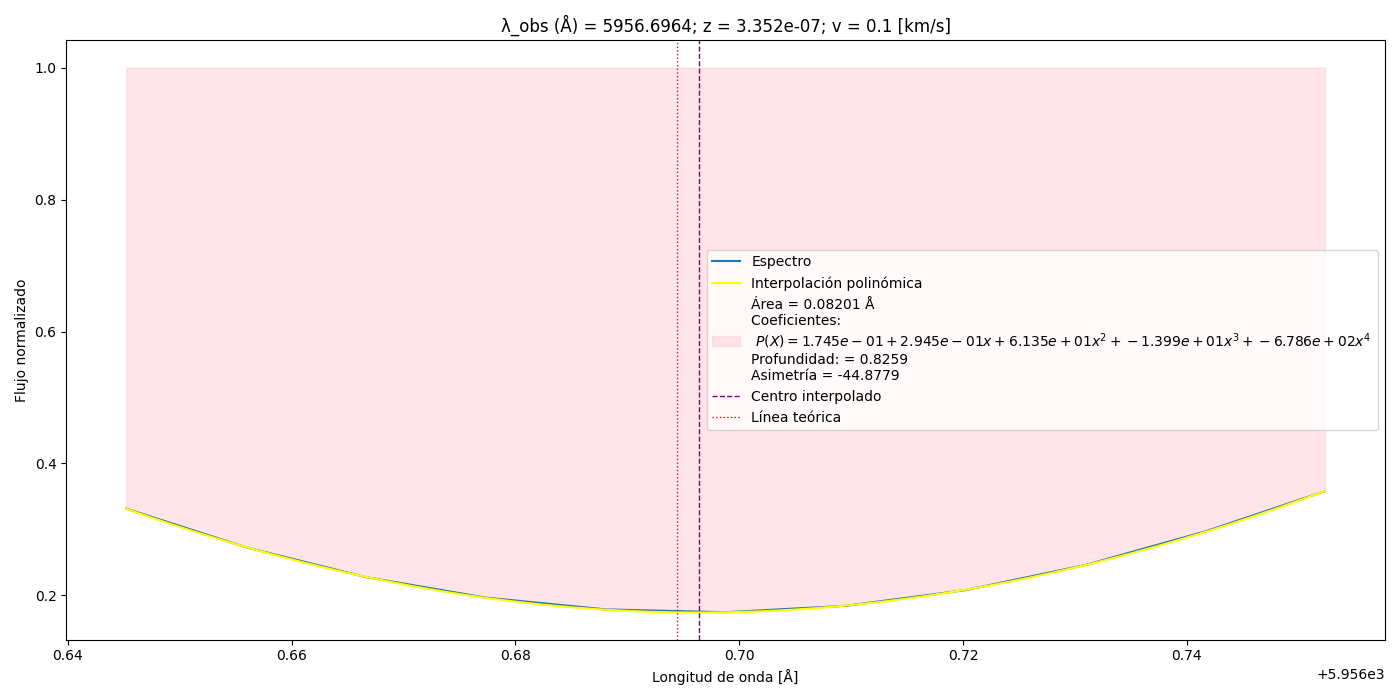 λ_obs (Å) = 5956.6964; z = 3.352e-07; v = 0.1 [km/s]
Flujo normalizado
1.0
0.8
0.6
0.4
0.2
Espectro
Interpolación polinómica
Área = 0.08201 Å
Coeficientes:
P(X) = 1.745e − 01 + 2.945e − 01x + 6.135e + 01x² + −1.399e + 01x³ + −6.786e + 02x⁴
Profundidad: = 0.8259
Asimetría = -44.8779
Centro interpolado
Línea teórica
0.64 0.66 0.68 0.70 0.72 0.74
+5.956e3
Longitud de onda [Å]